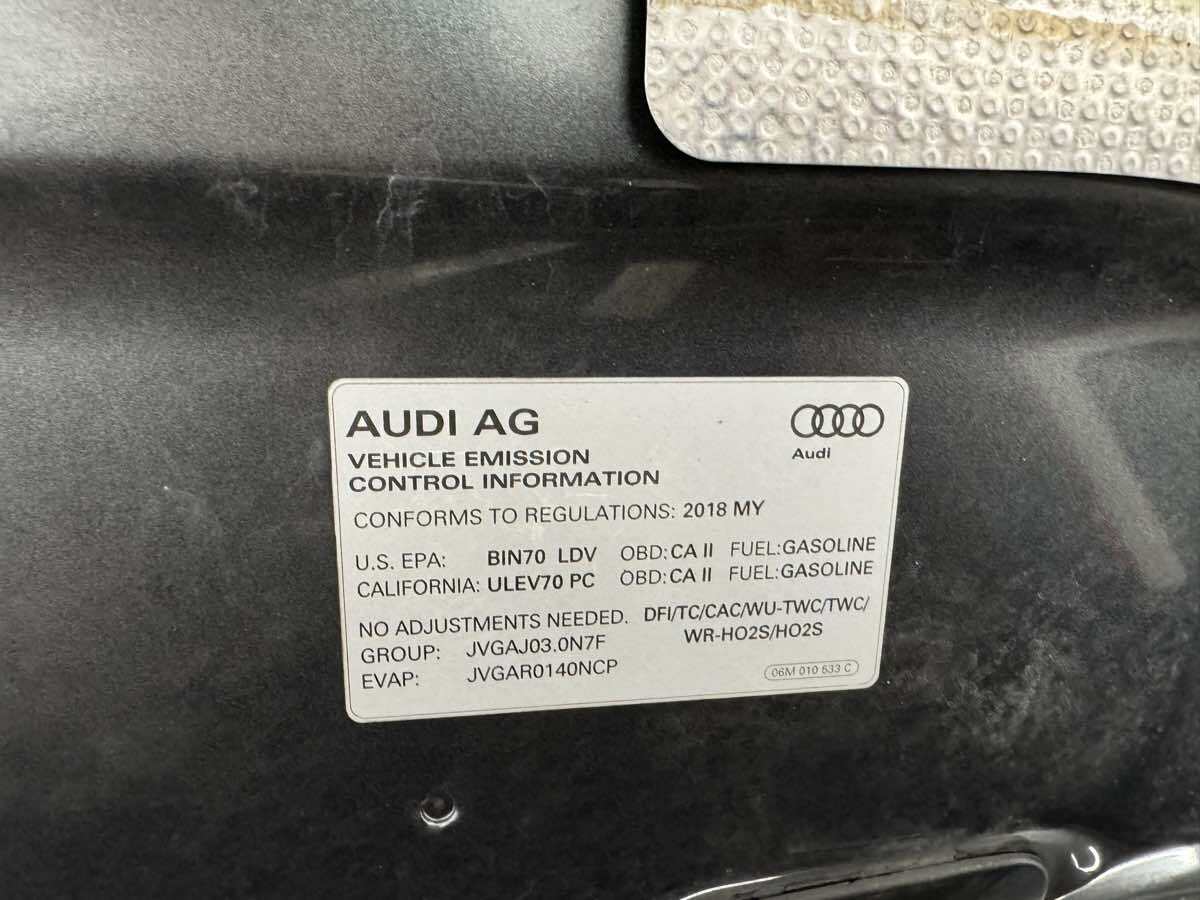 AUDI AG
Audi
VEHICLE EMISSION
CONTROL INFORMATION
CONFORMS TO REGULATIONS: 2018 MY
U.S. EPA: BIN70 LDV OBD: CA II FUEL: GASOLINE
CALIFORNIA: ULEV70 PC OBD: CA II FUEL: GASOLINE
NO ADJUSTMENTS NEEDED. DFI/TC/CAC/WU-TWC/TWC/
WR-HO2S/HO2S
GROUP: JVGAJ03.0N7F
EVAP: JVGAR0140NCP
06M 010 533 C